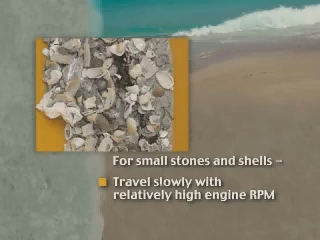 For small stones and shells –
Travel slowly with
relatively high engine RPM